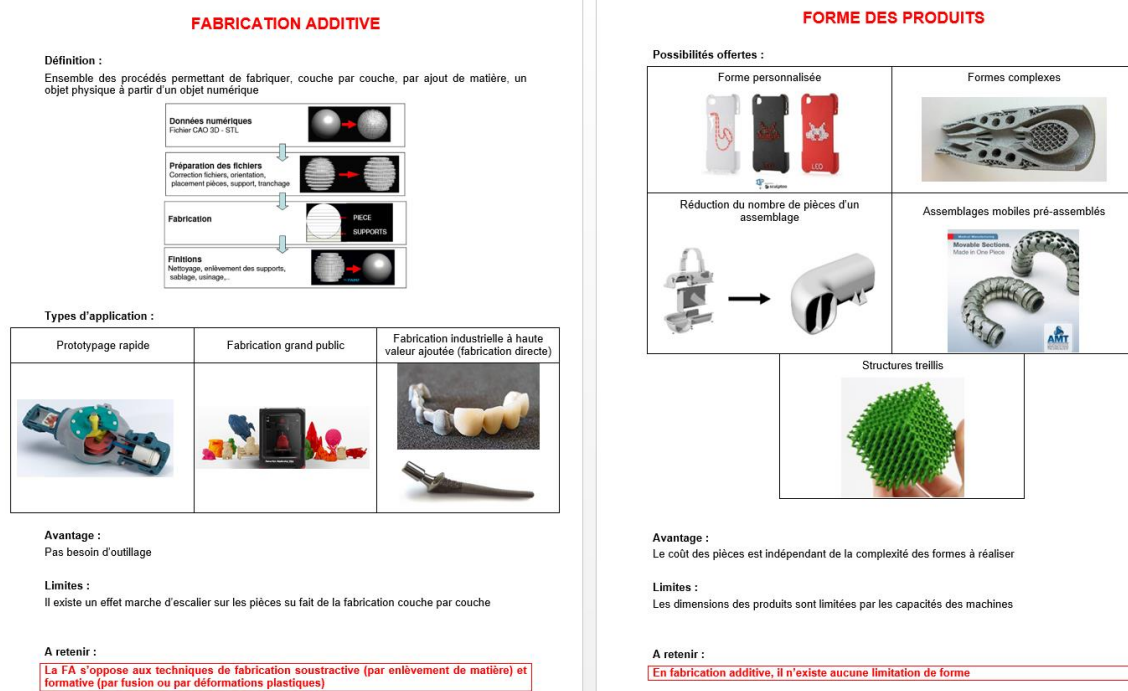 FABRICATION ADDITIVE
Définition :
Ensemble des procédés permettant de fabriquer, couche par couche, par ajout de matière, un
objet physique à partir d'un objet numérique
Données numériques
Fichier CAO 3D - STL
Préparation des fichiers
Correction fichiers, orientation,
placement pièces, support, tranchage
Fabrication
PIECE
SUPPORTS
Finitions
Nettoyage, enlèvement des supports,
sablage, usinage,..
Types d'application :
Prototypage rapide
Fabrication grand public
Fabrication industrielle à haute
valeur ajoutée (fabrication directe)
Avantage :
Pas besoin d'outillage
Limites :
Il existe un effet marche d'escalier sur les pièces su fait de la fabrication couche par couche
A retenir :
La FA s'oppose aux techniques de fabrication soustractive (par enlèvement de matière) et
formative (par fusion ou par déformations plastiques)
FORME DES PRODUITS
Possibilités offertes :
Forme personnalisée
Formes complexes
LEO
sculpteo
Réduction du nombre de pièces d'un
assemblage
Assemblages mobiles pré-assemblés
Movable Sections,
Made in One Piece
AMT
Structures treillis
Avantage :
Le coût des pièces est indépendant de la complexité des formes à réaliser
Limites :
Les dimensions des produits sont limitées par les capacités des machines
A retenir :
En fabrication additive, il n'existe aucune limitation de forme